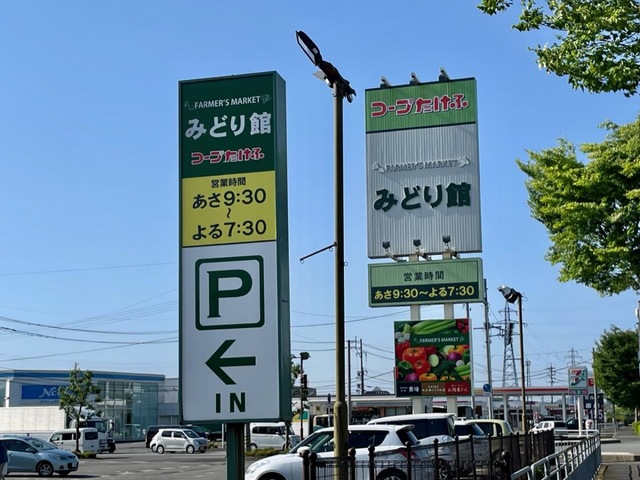 FARMER'S MARKET
みどり館
コープたけふ
営業時間
あさ9:30
～
よる7:30
P
IN
コープたけふ
FARMER'S MARKET
みどり館
営業時間
あさ9:30～よる7:30
FARMER'S MARKET